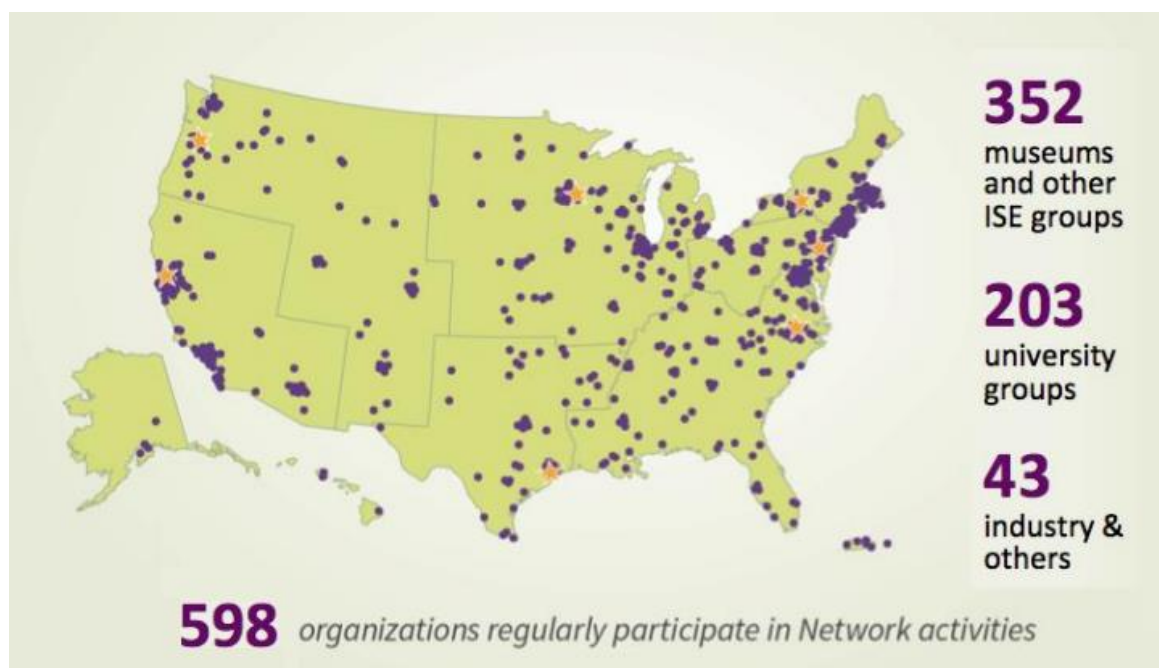 352
museums
and other
ISE groups
203
university
groups
43
industry &
others
598 organizations regularly participate in Network activities